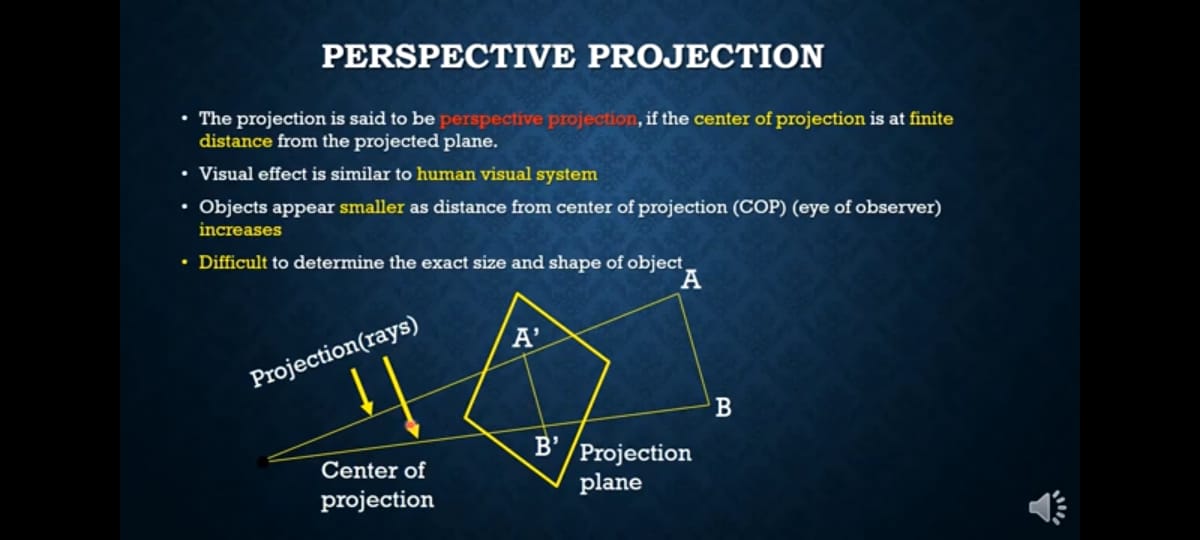 PERSPECTIVE PROJECTION
• The projection is said to be perspective projection, if the center of projection is at finite
distance from the projected plane.
• Visual effect is similar to human visual system
• Objects appear smaller as distance from center of projection (COP) (eye of observer)
increases
• Difficult to determine the exact size and shape of object
A
Projection(rays)
A’
B
B’
Projection
plane
Center of
projection